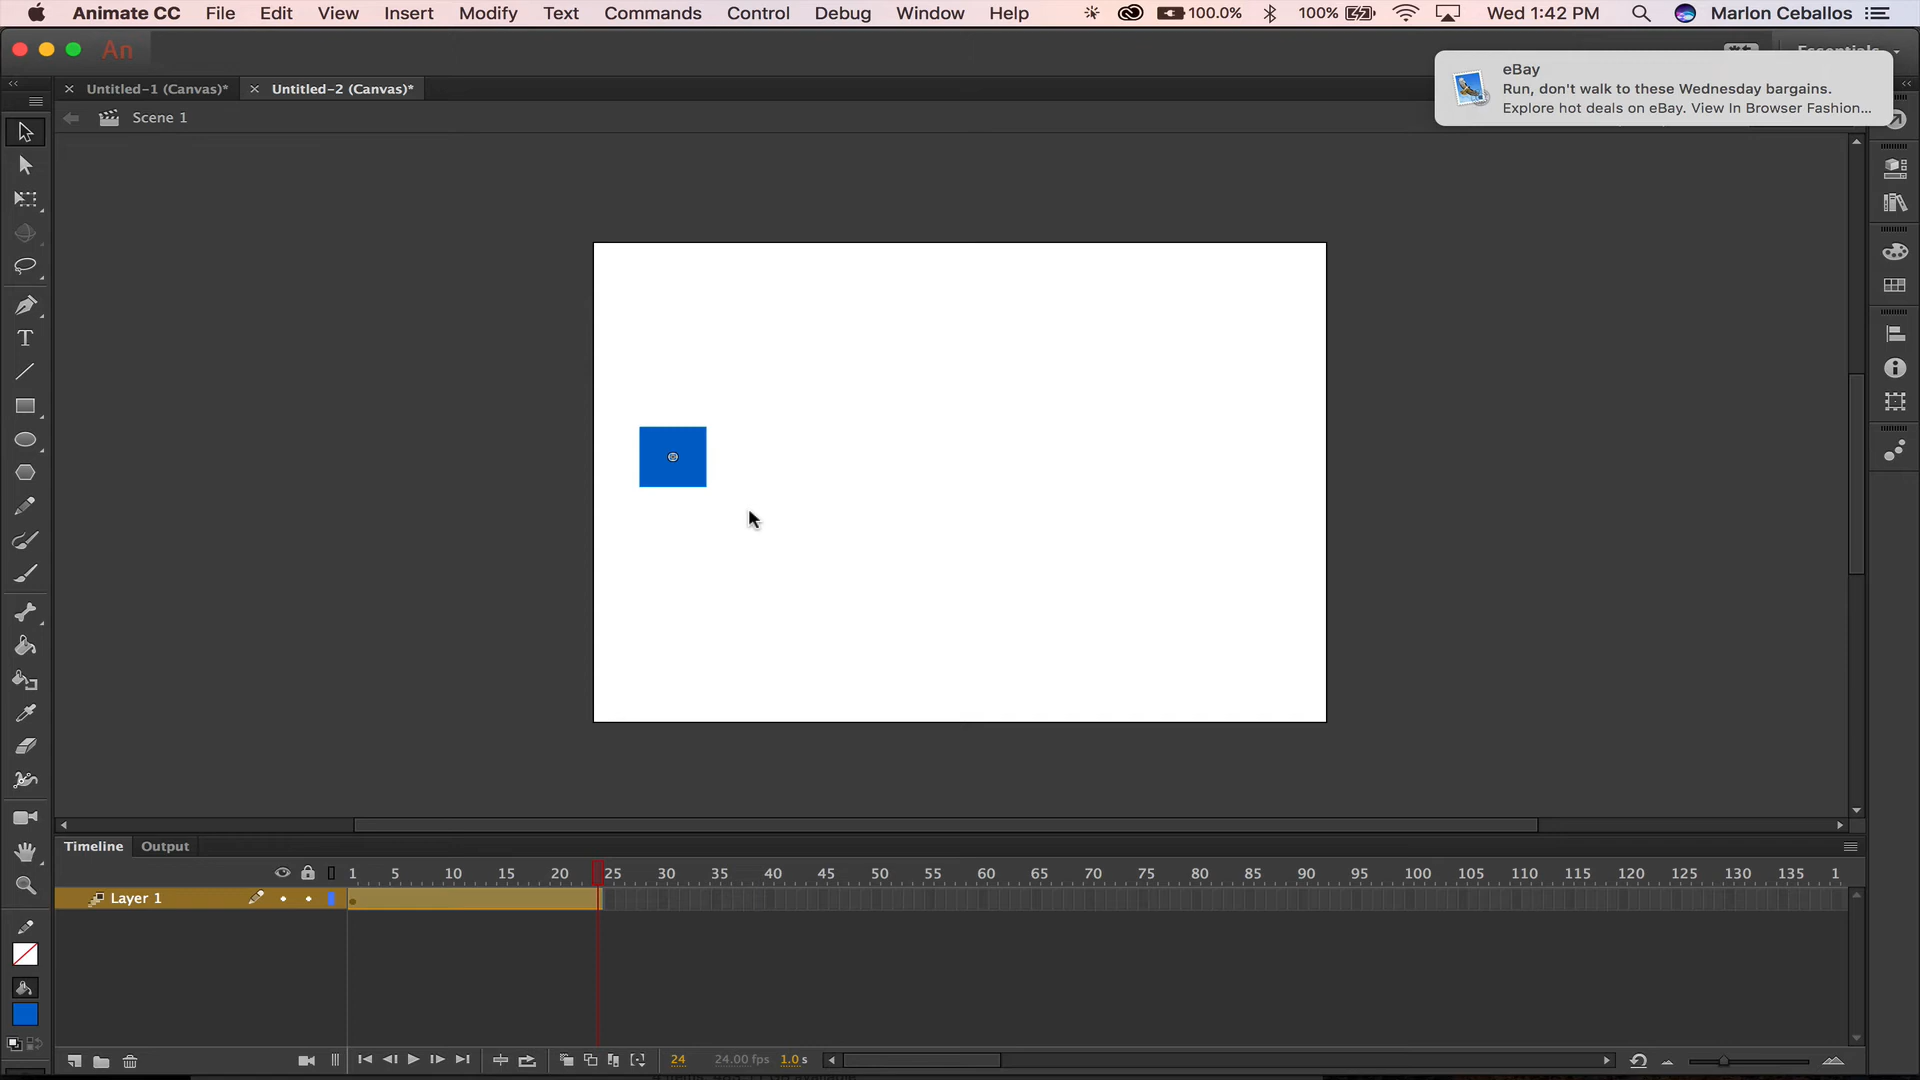 Animate CC File Edit View Insert Modify Text Commands Control Debug Window Help 100.0% 100% Wed 1:42 PM Marlon Ceballos
An
eBay
Run, don't walk to these Wednesday bargains.
Explore hot deals on eBay. View In Browser Fashion...
Untitled-1 (Canvas)* Untitled-2 (Canvas)*
Scene 1
T
Timeline Output
1 5 10 15 20 25 30 35 40 45 50 55 60 65 70 75 80 85 90 95 100 105 110 115 120 125 130 135 1
Layer 1
24 24.00 fps 1.0 s